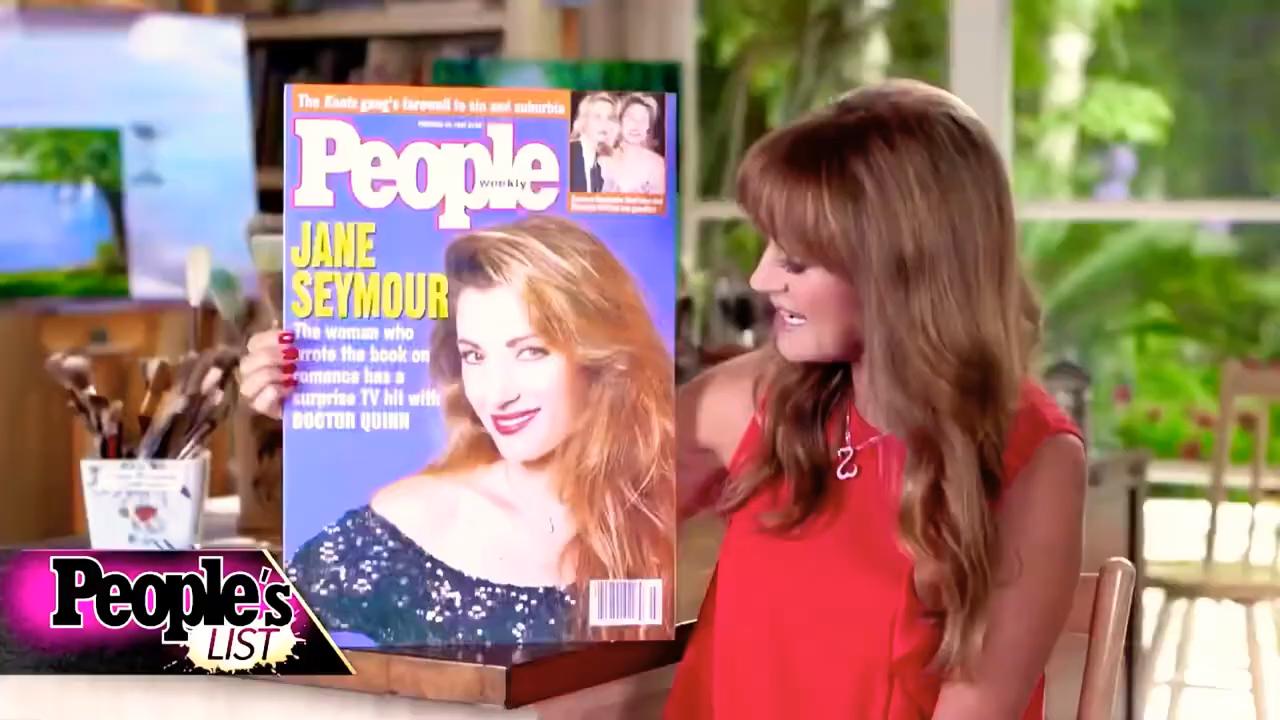 The Knots gang's farewell to sin and suburbia
People
weekly
JANE
SEYMOUR
The woman who
wrote the book on
romance has a
surprise TV hit with
DOCTOR QUINN
People's
LIST